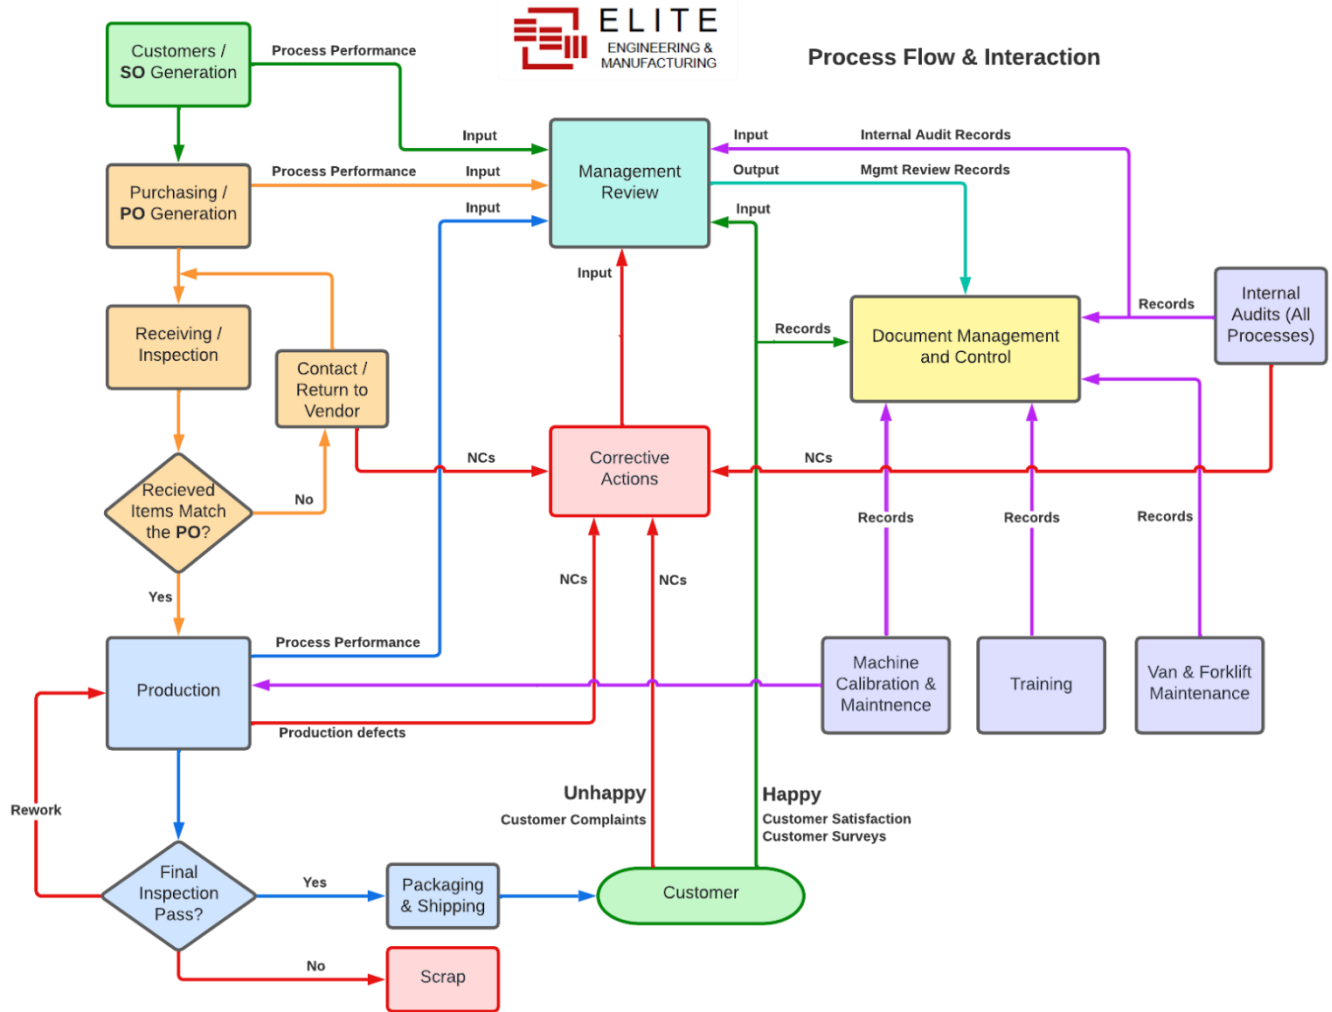 ELITE
ENGINEERING &
MANUFACTURING
Process Flow & Interaction
Customers /
SO Generation
Process Performance
Input
Purchasing /
PO Generation
Process Performance
Input
Input
Management
Review
Input
Internal Audit Records
Output
Mgmt Review Records
Input
Input
Receiving /
Inspection
Contact /
Return to
Vendor
Records
Document Management
and Control
Records
Internal
Audits (All
Processes)
NCs
Corrective
Actions
NCs
Recieved
Items Match
the PO?
No
Yes
Records
Records
Records
NCs
NCs
Process Performance
Production
Production defects
Machine
Calibration &
Maintnence
Training
Van & Forklift
Maintenance
Rework
Unhappy
Customer Complaints
Happy
Customer Satisfaction
Customer Surveys
Final
Inspection
Pass?
Yes
Packaging
& Shipping
Customer
No
Scrap